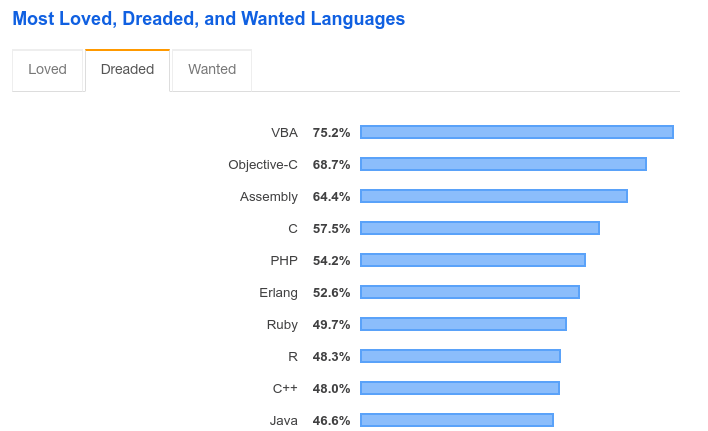 Most Loved, Dreaded, and Wanted Languages
Loved Dreaded Wanted
VBA 75.2%
Objective-C 68.7%
Assembly 64.4%
C 57.5%
PHP 54.2%
Erlang 52.6%
Ruby 49.7%
R 48.3%
C++ 48.0%
Java 46.6%